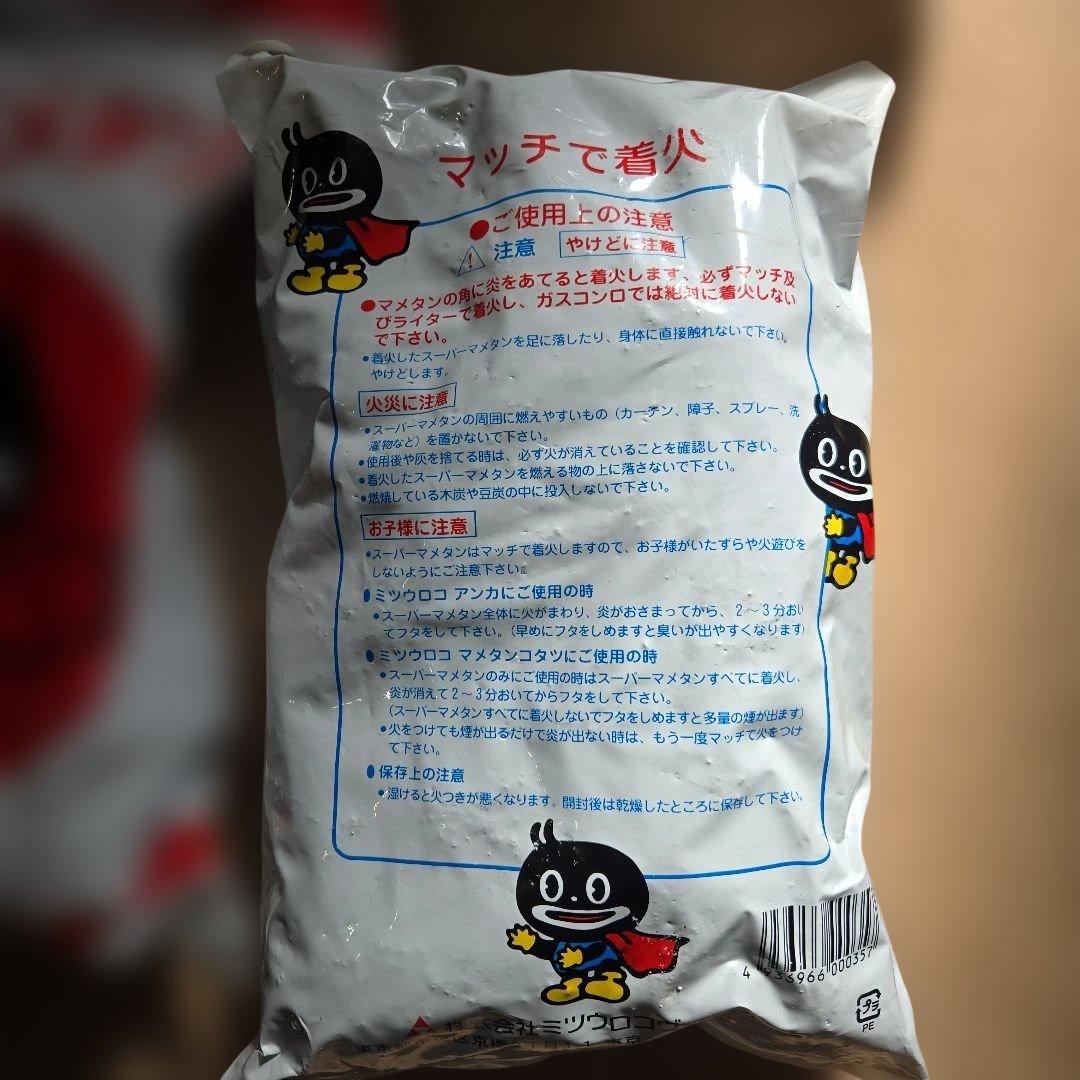 マッチで着火
●ご使用上の注意
注意 やけどに注意
●マメタンの角に炎をあてると着火します、必ずマッチ及
びライターで着火し、ガスコンロでは絶対に着火しない
で下さい。
●着火したスーパーマメタンを足に落したり、身体に直接触れないで下さい。
やけどします。
火災に注意
●スーパーマメタンの周囲に燃えやすいもの（カーテン、障子、スプレー、洗
濯物など）を置かないで下さい。
●使用後や灰を捨てる時は、必ず火が消えていることを確認して下さい。
●着火したスーパーマメタンを燃える物の上に落さないで下さい。
●燃焼している木炭や豆炭の中に投入しないで下さい。
お子様に注意
●スーパーマメタンはマッチで着火しますので、お子様がいたずらや火遊びを
しないようにご注意下さい。
●ミツウロコ アンカにご使用の時
●スーパーマメタン全体に火がまわり、炎がおさまってから、2〜3分おい
てフタをして下さい。（早めにフタをしめますと臭いが出やすくなります）
●ミツウロコ マメタンコタツにご使用の時
●スーパーマメタンのみにご使用の時はスーパーマメタンすべてに着火し、
炎が消えて2〜3分おいてからフタをして下さい。
（スーパーマメタンすべてに着火しないでフタをしめますと多量の煙が出ます）
●火をつけても煙が出るだけで炎が出ない時は、もう一度マッチで火をつけ
て下さい。
●保存上の注意
●湿けると火つきが悪くなります。開封後は乾燥したところに保存して下さい。
4 936966 000357
プラ
PE
株式会社ミツウロコ